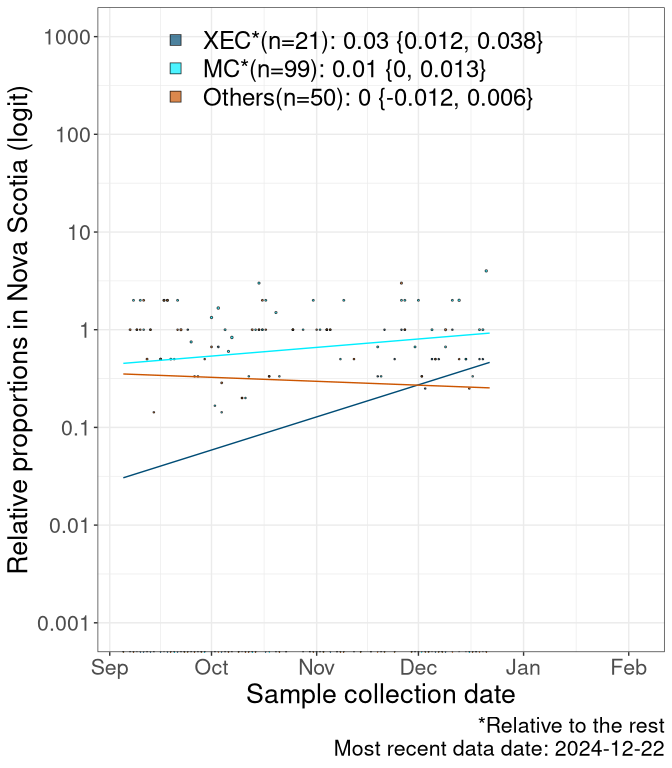 XEC*(n=21): 0.03 {0.012, 0.038}
MC*(n=99): 0.01 {0, 0.013}
Others(n=50): 0 {-0.012, 0.006}
Relative proportions in Nova Scotia (logit)
1000
100
10
1
0.1
0.01
0.001
Sep Oct Nov Dec Jan Feb
Sample collection date
*Relative to the rest
Most recent data date: 2024-12-22